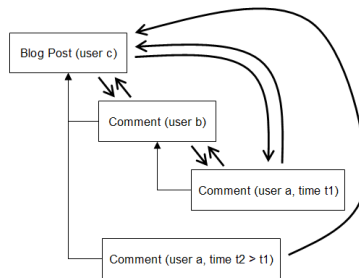 Blog Post (user c)
Comment (user b)
Comment (user a, time t1)
Comment (user a, time t2 > t1)